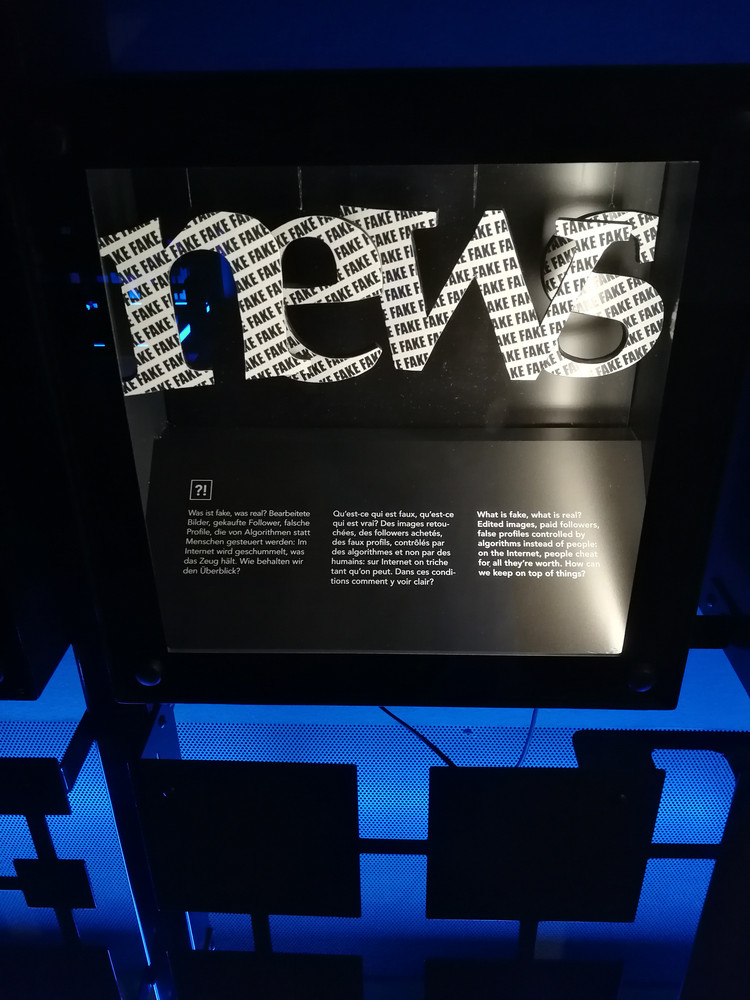 news
FAKE FAKE FAKE FAKE FAKE
?!
Was ist fake, was real? Bearbeitete
Bilder, gekaufte Follower, falsche
Profile, die von Algorithmen statt
Menschen gesteuert werden: Im
Internet wird geschummelt, was
das Zeug hält. Wie behalten wir
den Überblick?
Qu'est-ce qui est faux, qu'est-ce
qui est vrai? Des images retou-
chées, des followers achetés,
des faux profils, contrôlés par
des algorithmes et non par des
humains: sur Internet on triche
tant qu'on peut. Dans ces condi-
tions comment y voir clair?
What is fake, what is real?
Edited images, paid followers,
false profiles controlled by
algorithms instead of people:
on the Internet, people cheat
for all they're worth. How can
we keep on top of things?